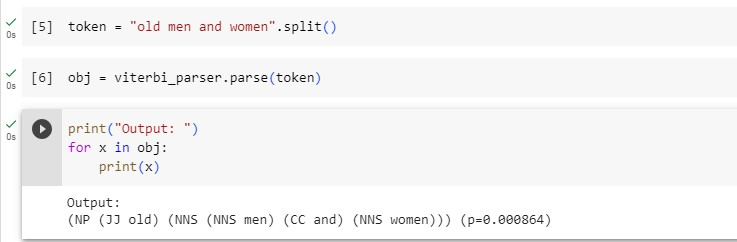 [5] token = "old men and women".split()
0s
[6] obj = viterbi_parser.parse(token)
0s
print("Output: ")
0s
for x in obj:
print(x)
Output:
(NP (JJ old) (NNS (NNS men) (CC and) (NNS women))) (p=0.000864)